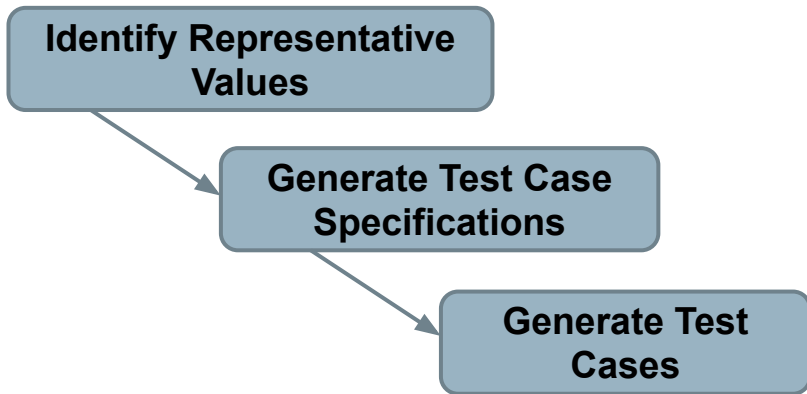 Identify Representative
Values
Generate Test Case
Specifications
Generate Test
Cases